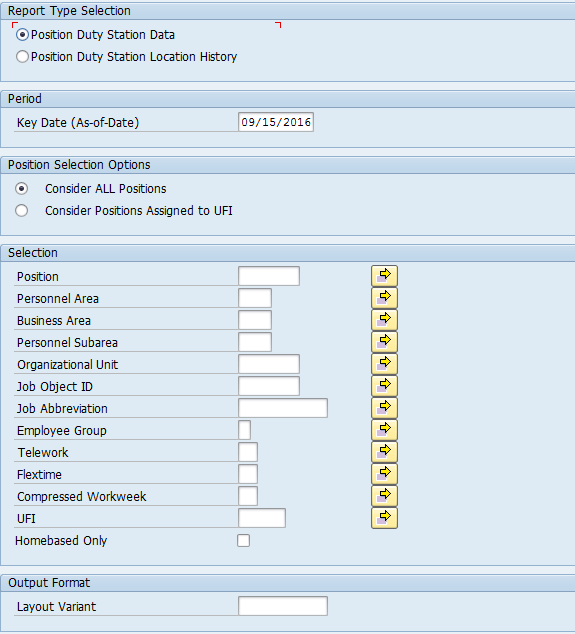 Report Type Selection
Position Duty Station Data
Position Duty Station Location History
Period
Key Date (As-of-Date) 09/15/2016
Position Selection Options
Consider ALL Positions
Consider Positions Assigned to UFI
Selection
Position
Personnel Area
Business Area
Personnel Subarea
Organizational Unit
Job Object ID
Job Abbreviation
Employee Group
Telework
Flextime
Compressed Workweek
UFI
Homebased Only
Output Format
Layout Variant